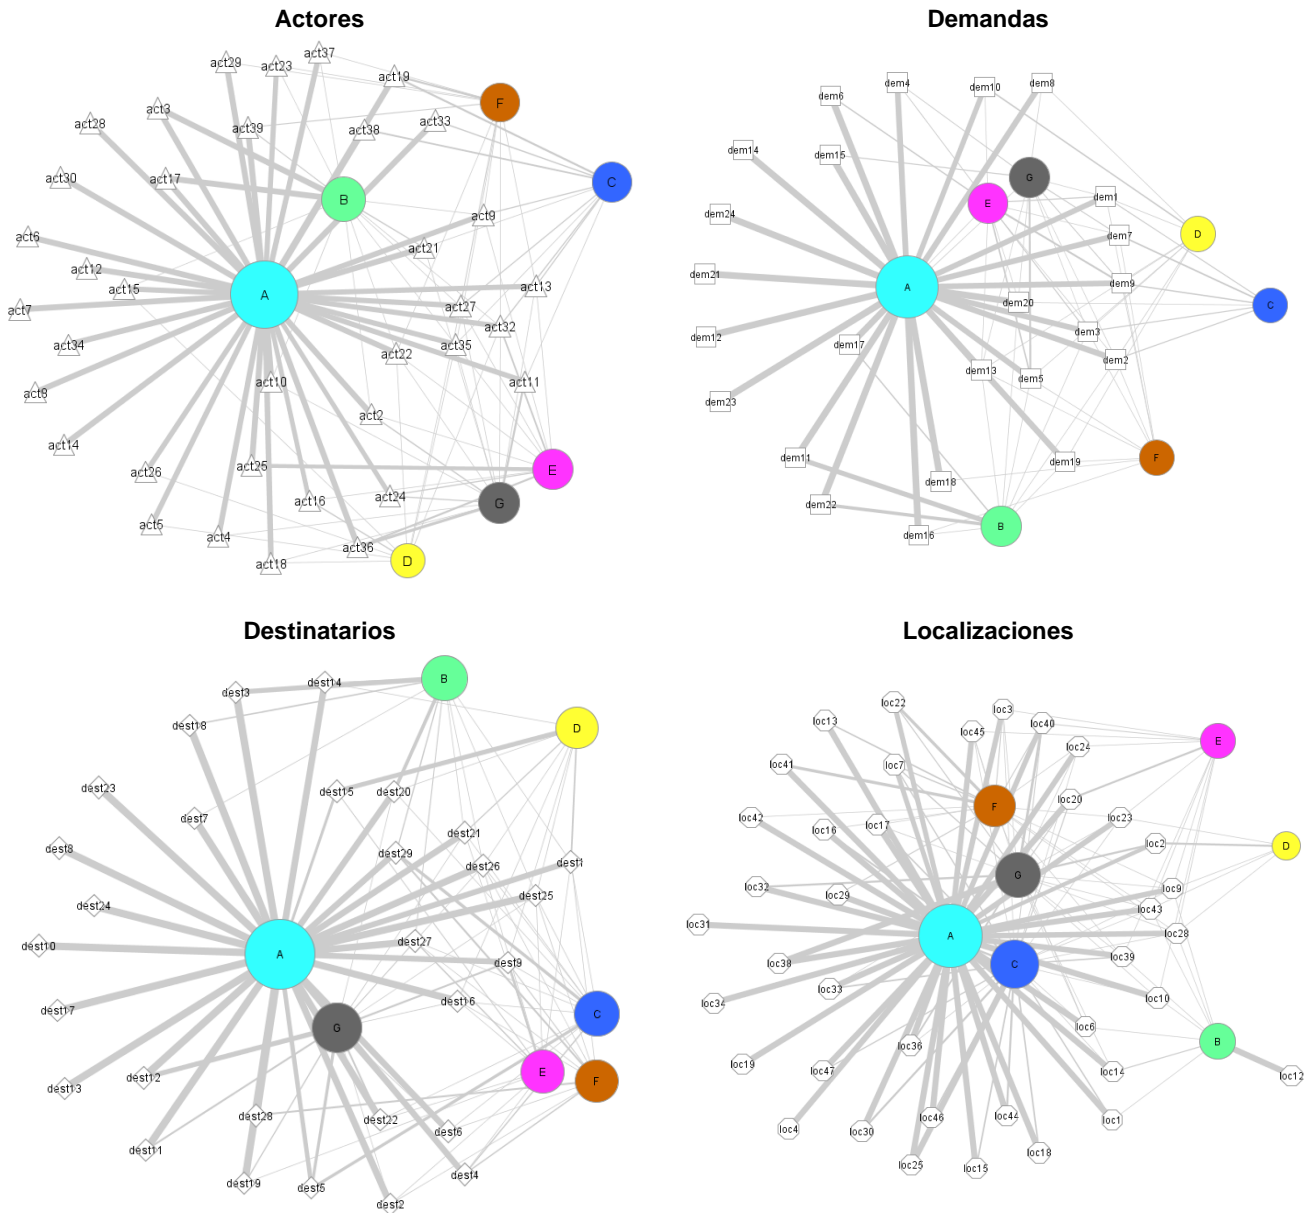 Actores
act37
act29
act23
act19
F
act3
act28
act39
act38
act33
act30
act17
B
C
act9
act6
act21
act12
act15
A
act13
act7
act27
act32
act34
act35
act22
act8
act10
act11
act2
act14
act25
act26
E
act16
act24
G
act5
act4
act36
act18
D
Demandas
dem4
dem10
dem8
dem6
dem14
dem15
G
dem1
E
dem24
dem7
D
dem21
A
dem9
dem20
C
dem12
dem17
dem3
dem2
dem13
dem5
dem23
dem11
dem19
F
dem18
dem22
B
dem16
Destinatarios
B
dest14
dest3
dest18
D
dest23
dest15
dest20
dest7
dest21
dest8
dest29
dest1
dest26
dest25
dest24
dest10
dest27
A
dest9
dest16
dest17
C
G
E
F
dest12
dest13
dest28
dest22
dest6
dest11
dest19
dest5
dest4
dest2
Localizaciones
loc22
loc3
loc13
loc45
loc40
E
loc24
loc41
loc7
loc20
F
loc42
loc16
loc17
loc23
loc2
D
G
loc32
loc29
loc9
loc43
loc31
A
loc28
loc38
C
loc39
loc33
loc34
loc10
loc6
loc36
B
loc19
loc47
loc14
loc12
loc46
loc44
loc1
loc4
loc30
loc18
loc25
loc15